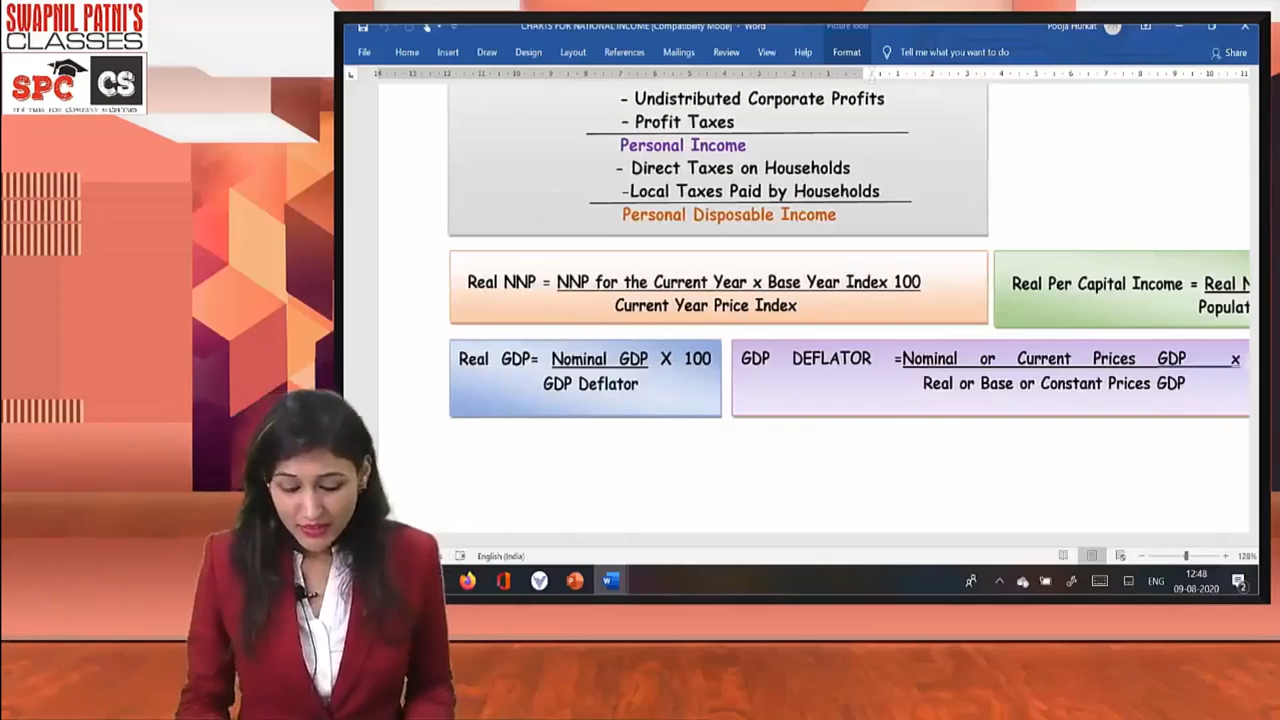 SWAPNIL PATNI'S
CLASSES
SPC CS
CHARTS FOR NATIONAL INCOME [Compatibility Mode] - Word
Picture Tools
Pooja Hurkat
File Home Insert Draw Design Layout References Mailings Review View Help Format Tell me what you want to do Share
- Undistributed Corporate Profits
- Profit Taxes
Personal Income
- Direct Taxes on Households
-Local Taxes Paid by Households
Personal Disposable Income
Real NNP = NNP for the Current Year x Base Year Index 100
Current Year Price Index
Real Per Capital Income = Real N
Populat
Real GDP= Nominal GDP X 100
GDP Deflator
GDP DEFLATOR =Nominal or Current Prices GDP x
Real or Base or Constant Prices GDP
English (India)
128%
ENG
12:48
09-08-2020
2